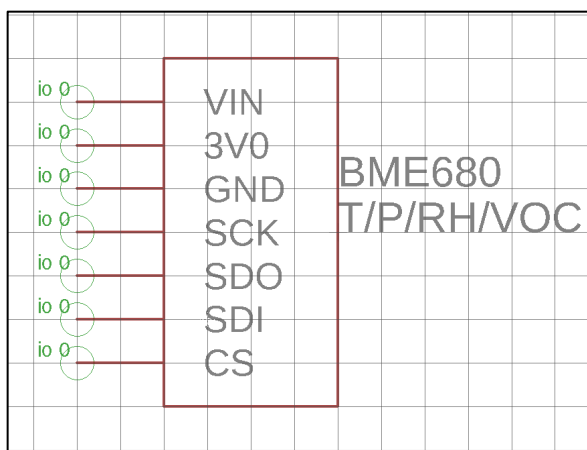 io 0 VIN
io 0 3V0
io 0 GND
io 0 SCK
io 0 SDO
io 0 SDI
io 0 CS
BME680
T/P/RH/VOC